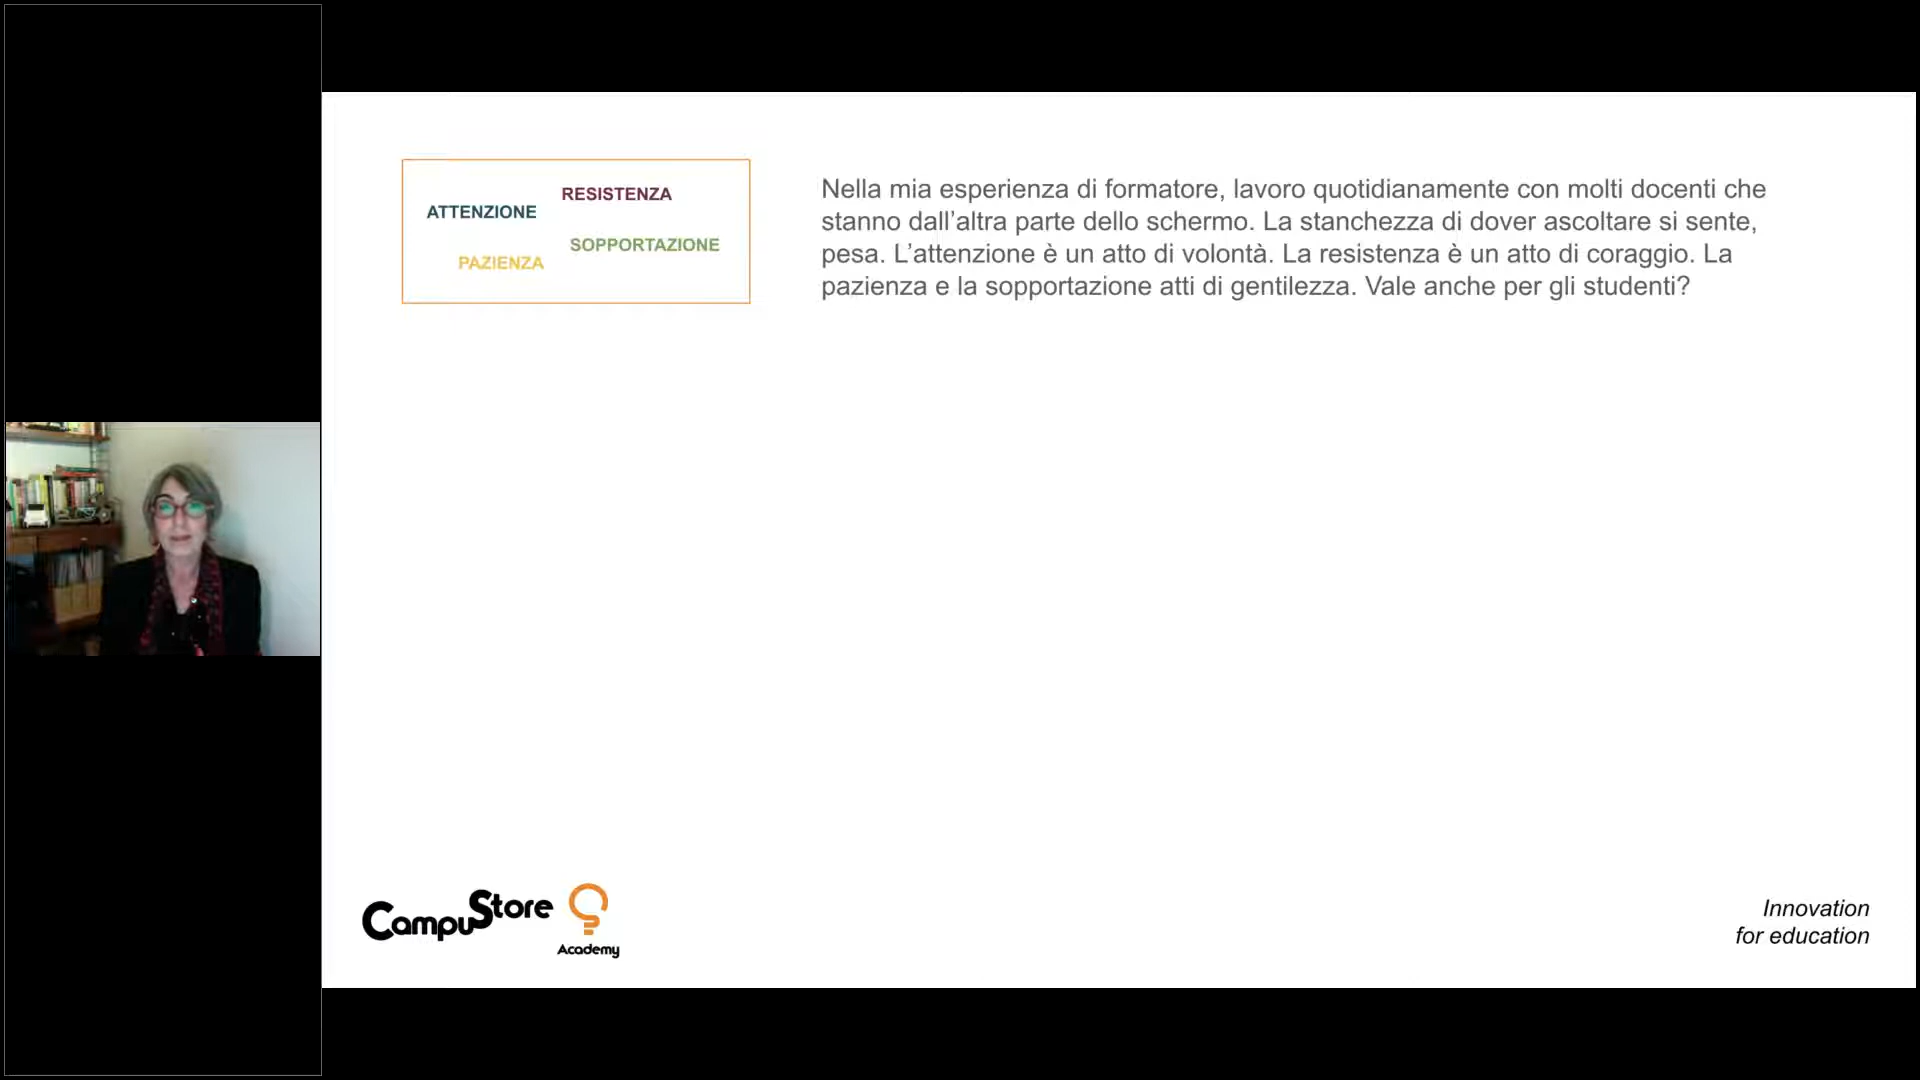 RESISTENZA
ATTENZIONE
SOPPORTAZIONE
PAZIENZA
Nella mia esperienza di formatore, lavoro quotidianamente con molti docenti che
stanno dall’altra parte dello schermo. La stanchezza di dover ascoltare si sente,
pesa. L’attenzione è un atto di volontà. La resistenza è un atto di coraggio. La
pazienza e la sopportazione atti di gentilezza. Vale anche per gli studenti?
CampuStore
Academy
Innovation
for education